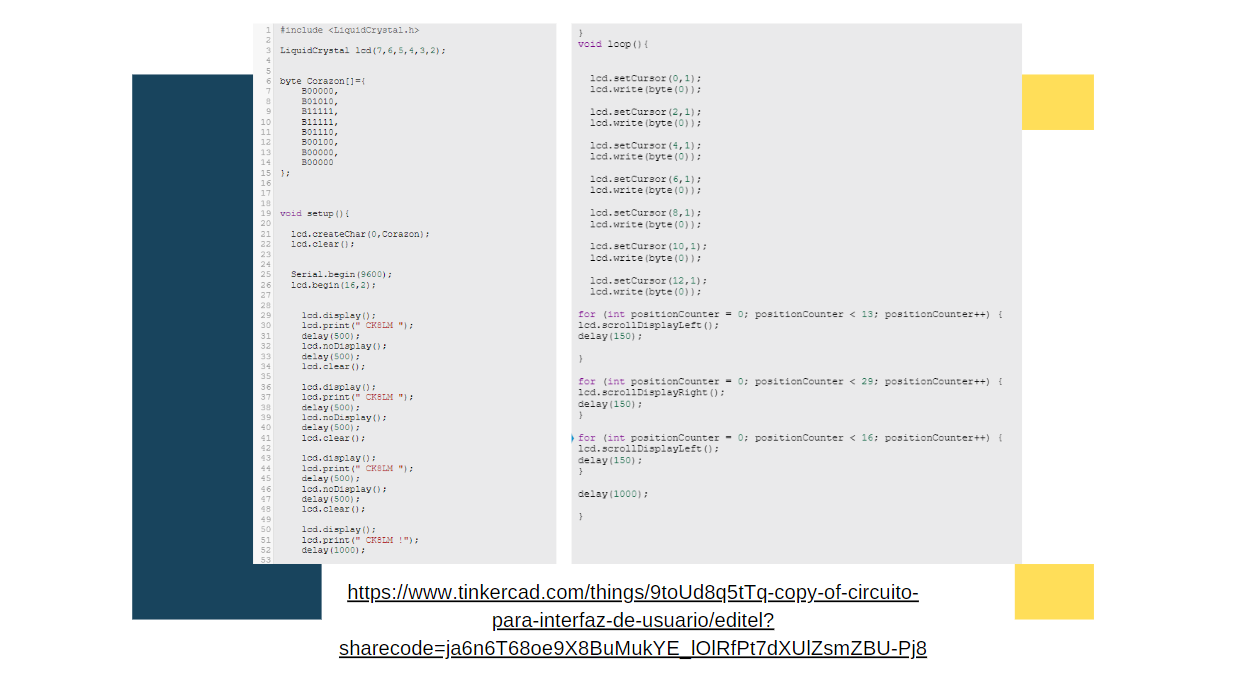 1 #include <LiquidCrystal.h>
2
3 LiquidCrystal lcd(7,6,5,4,3,2);
4
5
6 byte Corazon[]={
7 B00000,
8 B01010,
9 B11111,
10 B11111,
11 B01110,
12 B00100,
13 B00000,
14 B00000
15 };
16
17
18
19 void setup(){
20
21 lcd.createChar(0,Corazon);
22 lcd.clear();
23
24
25 Serial.begin(9600);
26 lcd.begin(16,2);
27
28
29 lcd.display();
30 lcd.print(" CK8LM ");
31 delay(500);
32 lcd.noDisplay();
33 delay(500);
34 lcd.clear();
35
36 lcd.display();
37 lcd.print(" CK8LM ");
38 delay(500);
39 lcd.noDisplay();
40 delay(500);
41 lcd.clear();
42
43 lcd.display();
44 lcd.print(" CK8LM ");
45 delay(500);
46 lcd.noDisplay();
47 delay(500);
48 lcd.clear();
49
50 lcd.display();
51 lcd.print(" CK8LM !");
52 delay(1000);
53
}
void loop(){
lcd.setCursor(0,1);
lcd.write(byte(0));
lcd.setCursor(2,1);
lcd.write(byte(0));
lcd.setCursor(4,1);
lcd.write(byte(0));
lcd.setCursor(6,1);
lcd.write(byte(0));
lcd.setCursor(8,1);
lcd.write(byte(0));
lcd.setCursor(10,1);
lcd.write(byte(0));
lcd.setCursor(12,1);
lcd.write(byte(0));
for (int positionCounter = 0; positionCounter < 13; positionCounter++) {
lcd.scrollDisplayLeft();
delay(150);
}
for (int positionCounter = 0; positionCounter < 29; positionCounter++) {
lcd.scrollDisplayRight();
delay(150);
}
for (int positionCounter = 0; positionCounter < 16; positionCounter++) {
lcd.scrollDisplayLeft();
delay(150);
}
delay(1000);
}
https://www.tinkercad.com/things/9toUd8q5tTq-copy-of-circuito-
para-interfaz-de-usuario/editel?
sharecode=ja6n6T68oe9X8BuMukYE_lOlRfPt7dXUlZsmZBU-Pj8